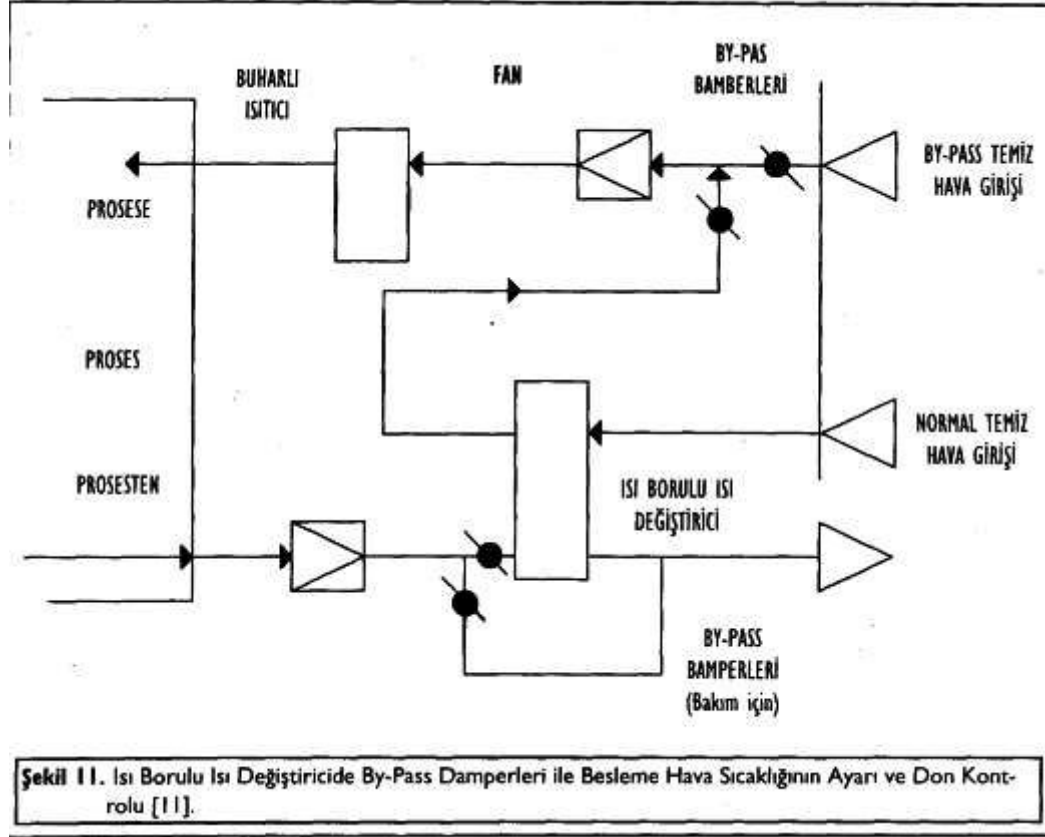 BUHARLI
ISITICI
FAN
BY-PAS
BAMBERLERİ
BY-PASS TEMİZ
HAVA GİRİŞİ
PROSESE
PROSES
NORMAL TEMİZ
HAVA GİRİŞİ
PROSESTEN
ISI BORULU ISI
DEĞİŞTİRİCİ
BY-PASS
BAMPERLERİ
(Bakım için)
Şekil 11. Isı Borulu Isı Değiştiricide By-Pass Damperleri ile Besleme Hava Sıcaklığının Ayarı ve Don Kont-
rolu [11].